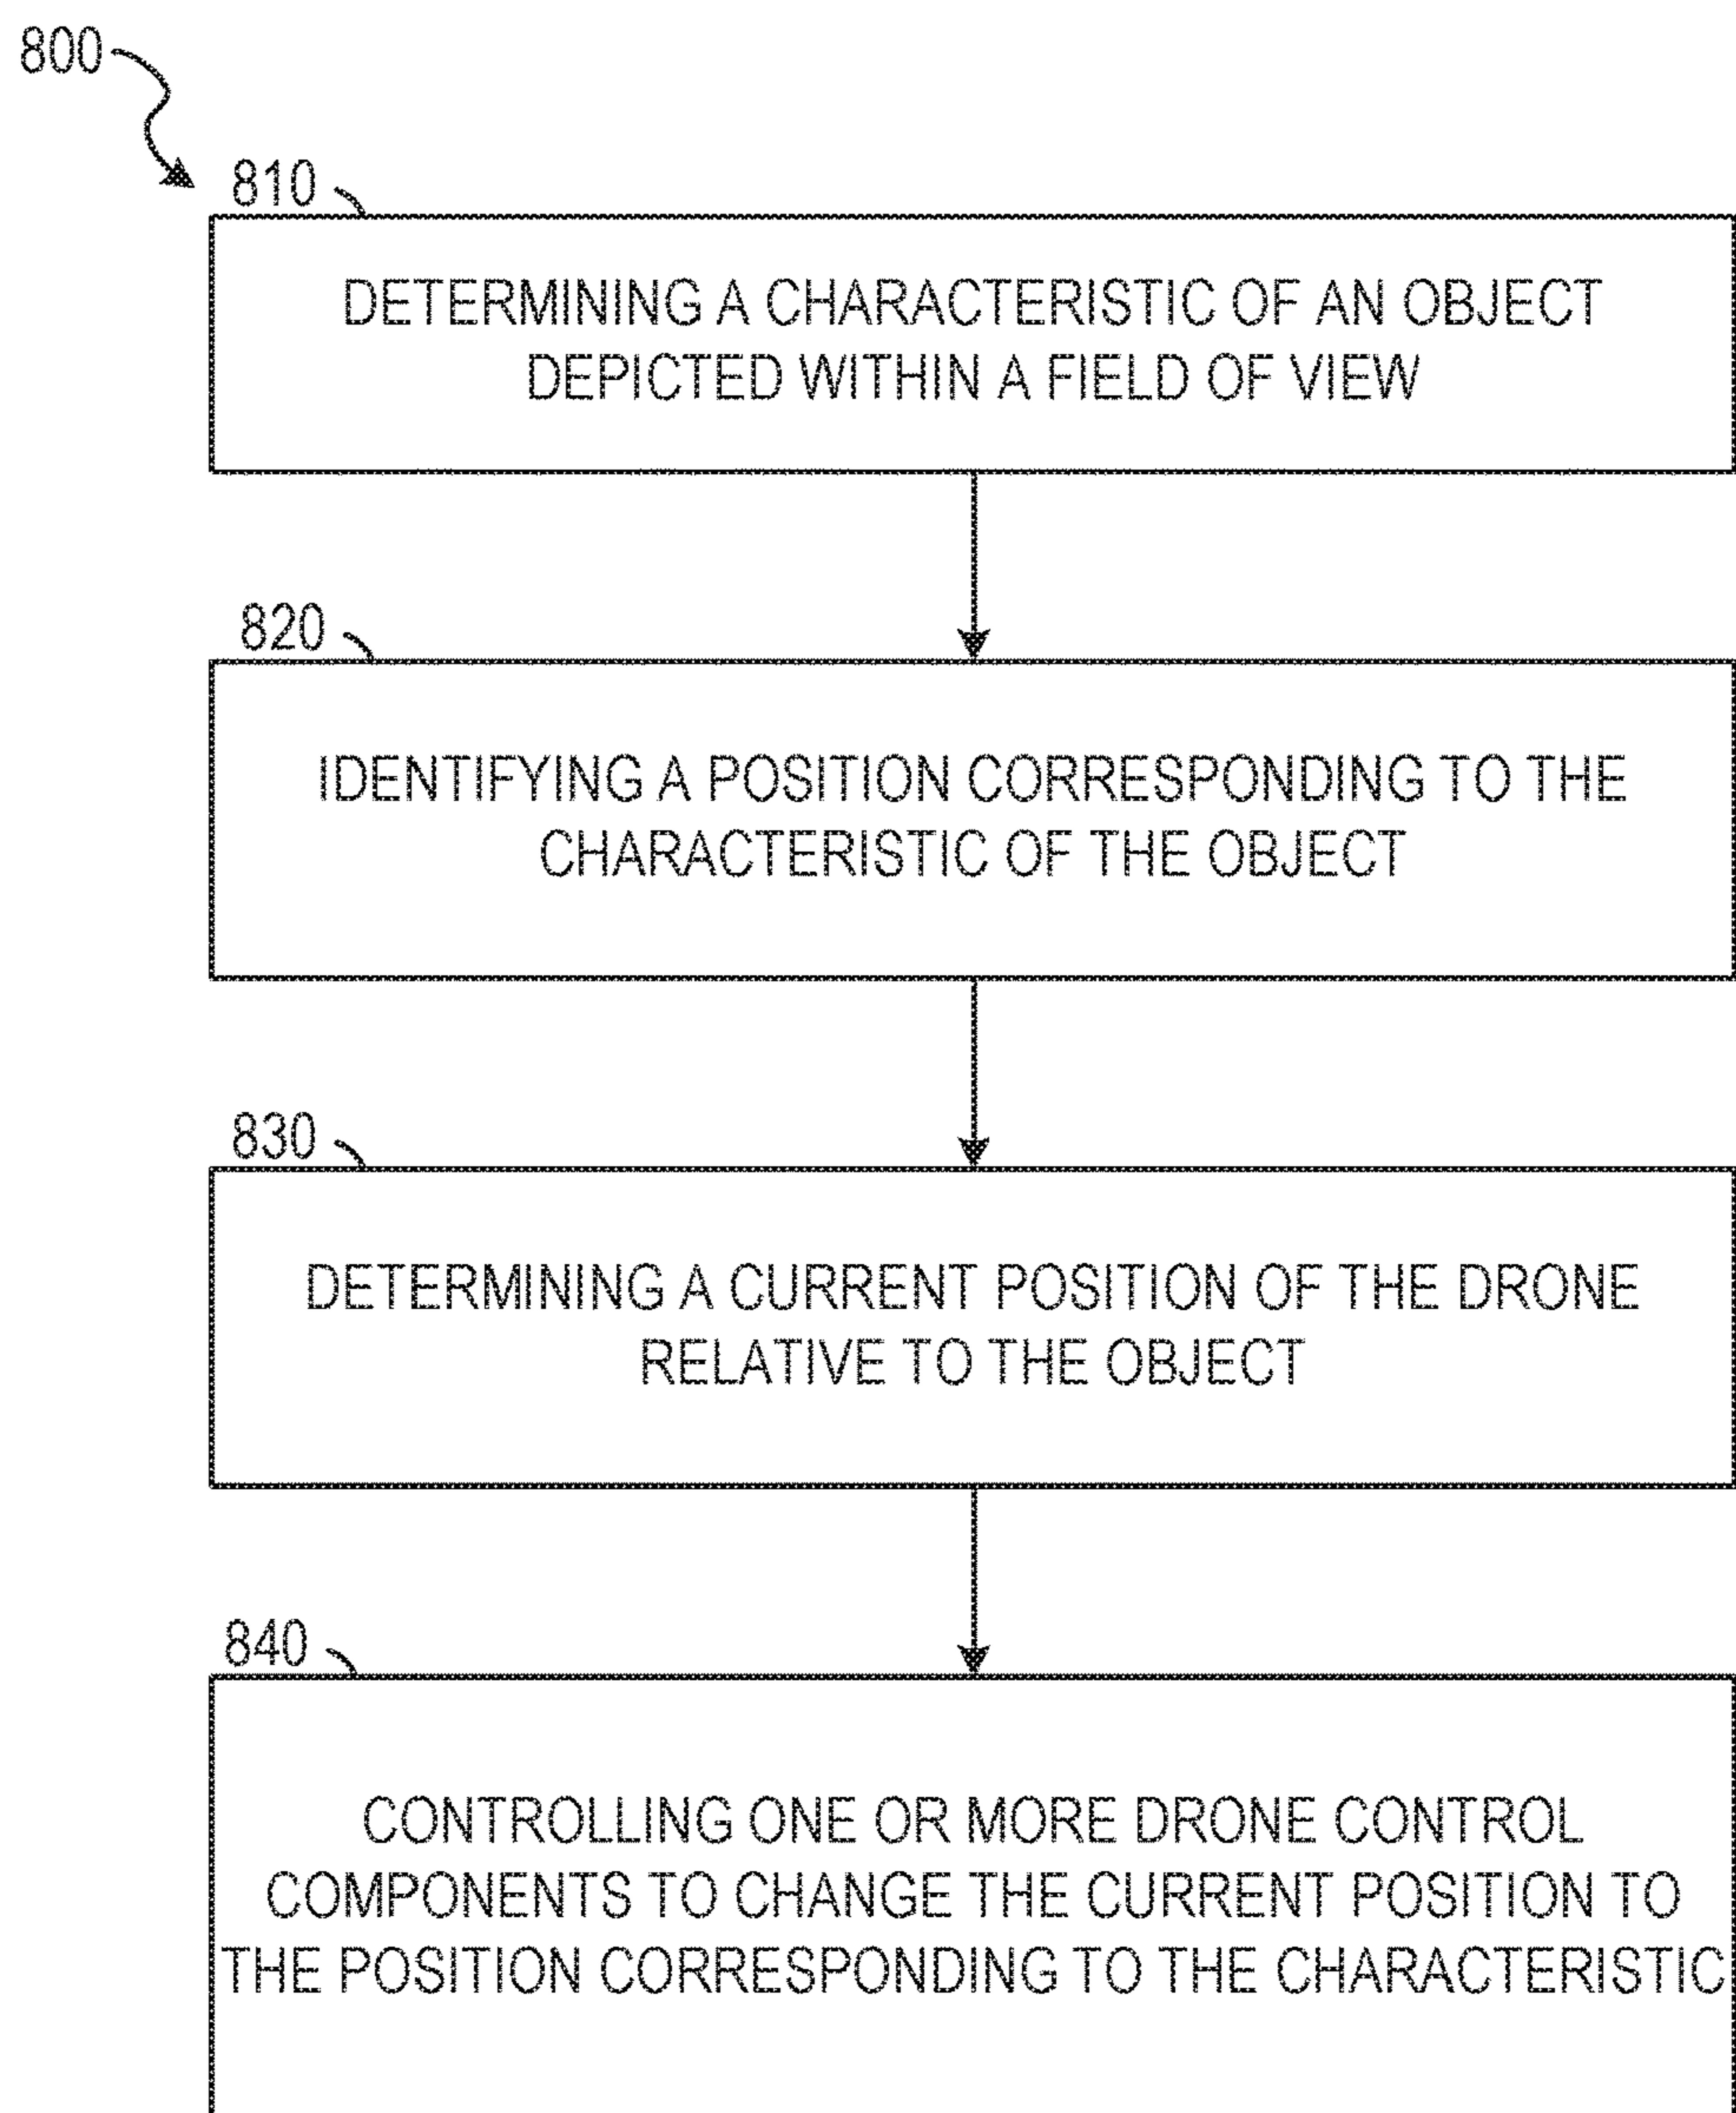 800
810
DETERMINING A CHARACTERISTIC OF AN OBJECT
DEPICTED WITHIN A FIELD OF VIEW
820
IDENTIFYING A POSITION CORRESPONDING TO THE
CHARACTERISTIC OF THE OBJECT
830
DETERMINING A CURRENT POSITION OF THE DRONE
RELATIVE TO THE OBJECT
840
CONTROLLING ONE OR MORE DRONE CONTROL
COMPONENTS TO CHANGE THE CURRENT POSITION TO
THE POSITION CORRESPONDING TO THE CHARACTERISTIC